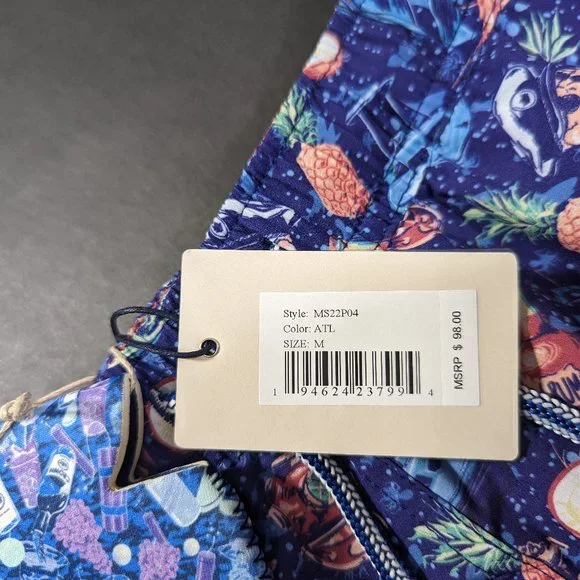 Style: MS22P04
Color: ATL
SIZE: M
1 94624 23799 4
MSRP $ 98.00